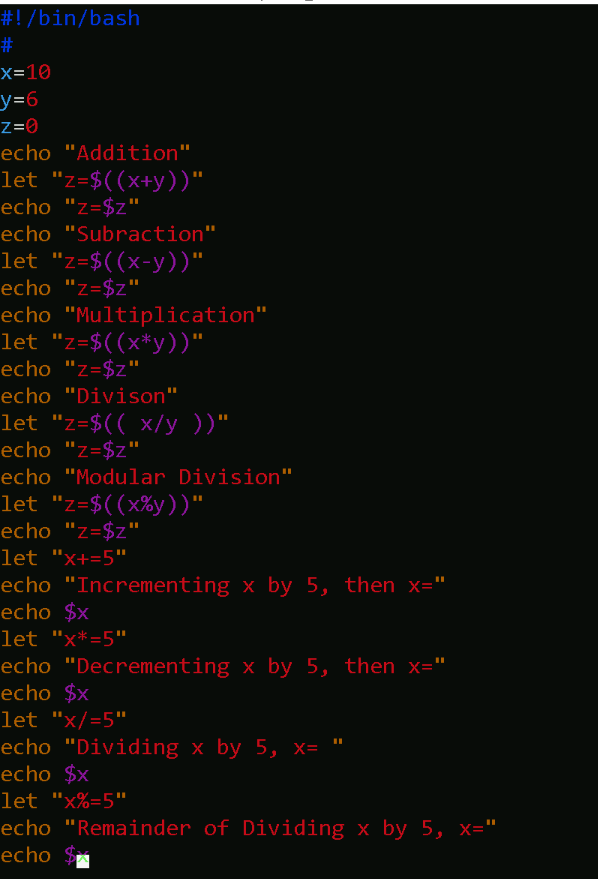 #!/bin/bash
#
x=10
y=6
z=0
echo "Addition"
let "z=$((x+y))"
echo "z=$z"
echo "Subraction"
let "z=$((x-y))"
echo "z=$z"
echo "Multiplication"
let "z=$((x*y))"
echo "z=$z"
echo "Divison"
let "z=$(( x/y ))"
echo "z=$z"
echo "Modular Division"
let "z=$((x%y))"
echo "z=$z"
let "x+=5"
echo "Incrementing x by 5, then x="
echo $x
let "x*=5"
echo "Decrementing x by 5, then x="
echo $x
let "x/=5"
echo "Dividing x by 5, x= "
echo $x
let "x%=5"
echo "Remainder of Dividing x by 5, x="
echo $x